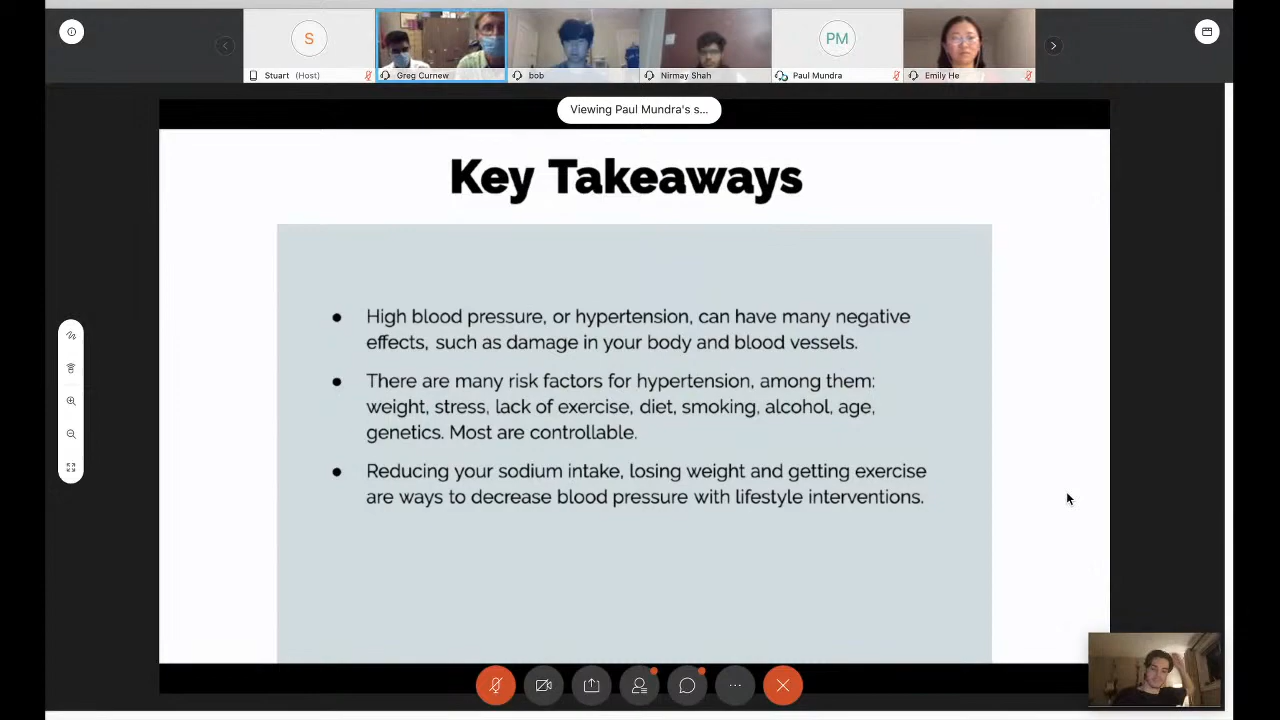 S
PM
Stuart (Host)
Greg Curnew
bob
Nirmay Shah
Paul Mundra
Emily He
Viewing Paul Mundra's s...
Key Takeaways
● High blood pressure, or hypertension, can have many negative
effects, such as damage in your body and blood vessels.
● There are many risk factors for hypertension, among them:
weight, stress, lack of exercise, diet, smoking, alcohol, age,
genetics. Most are controllable.
● Reducing your sodium intake, losing weight and getting exercise
are ways to decrease blood pressure with lifestyle interventions.